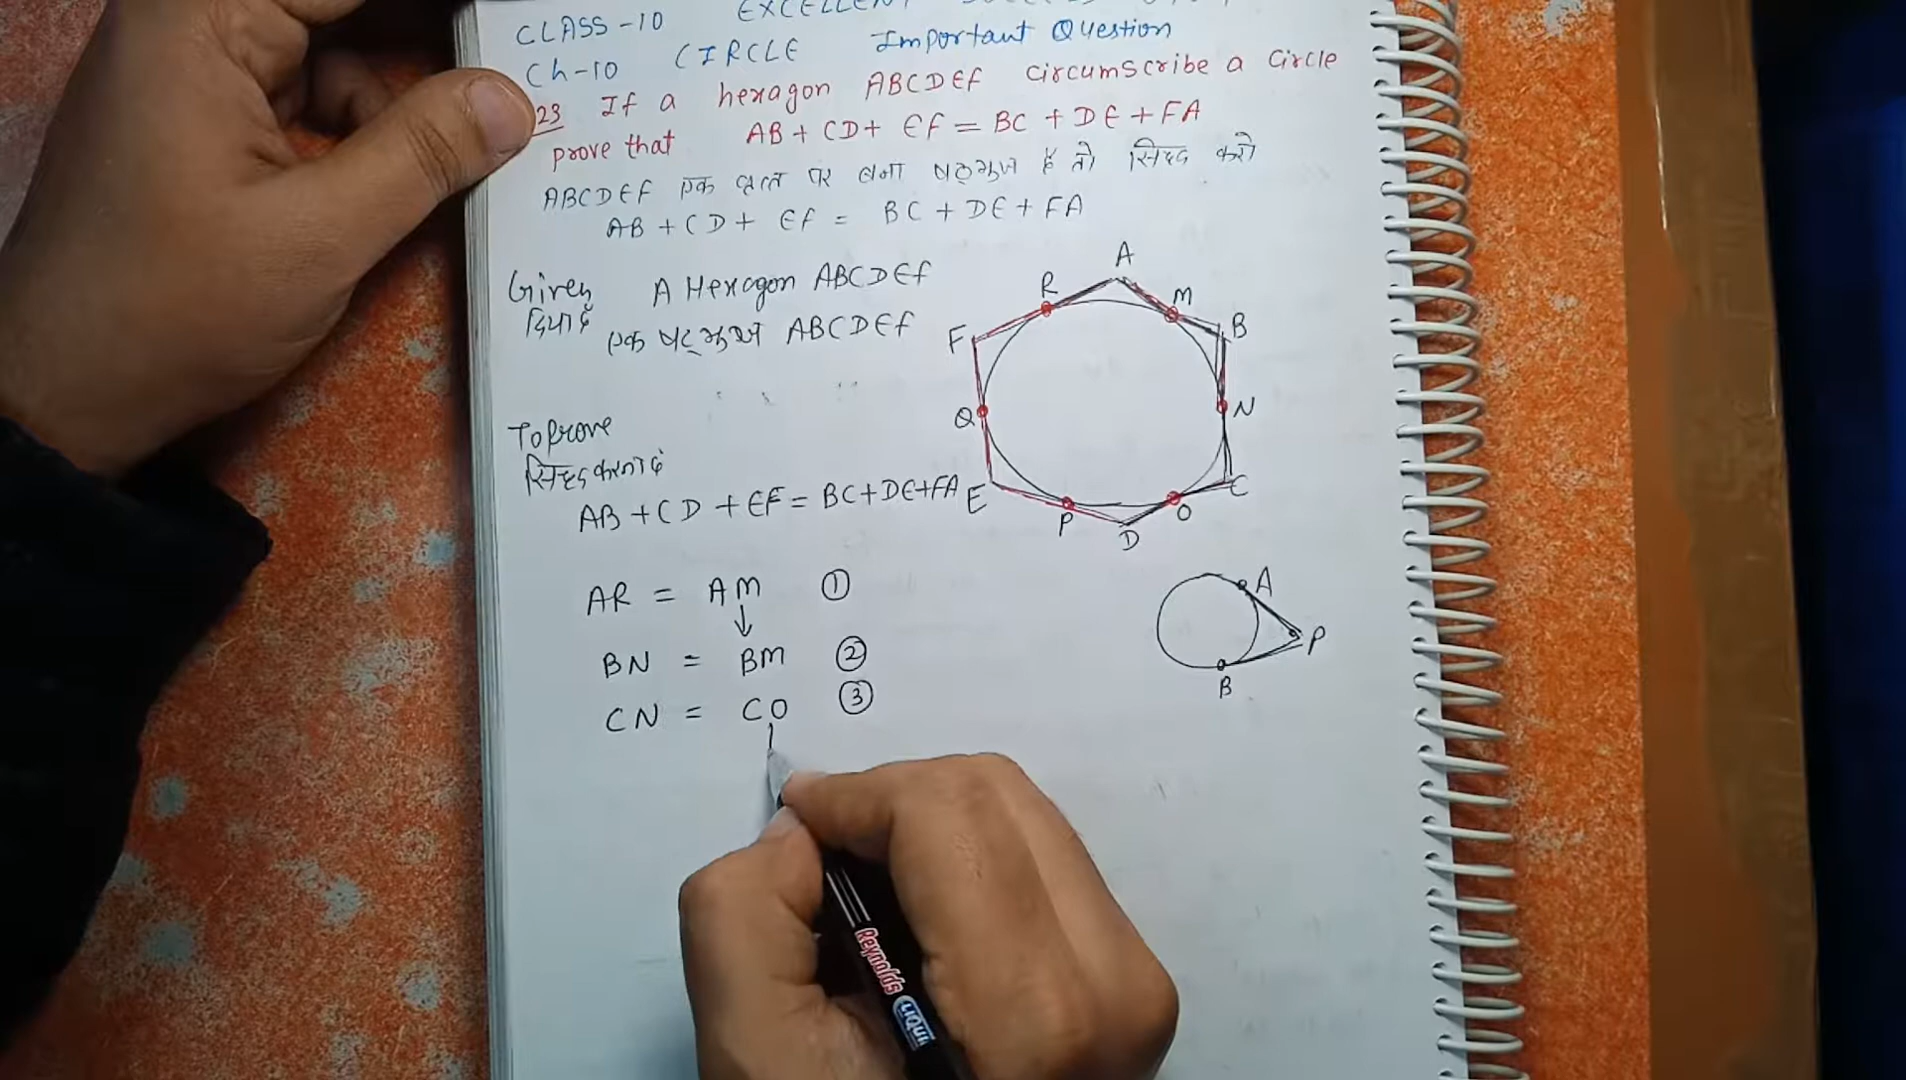 CLASS-10 EXCELLENT
Ch-10 CIRCLE Important Question
23 If a hexagon ABCDEF circumscribe a circle
prove that AB + CD + EF = BC + DE + FA
ABCDEF एक वृत्त पर बना षट्भुज है तो सिद्ध करो
AB + CD + EF = BC + DE + FA
Given A Hexagon ABCDEF
दिया है एक षट्भुज ABCDEF
To prove
सिद्ध करना है
AB + CD + EF = BC + DE + FA
A
R
M
F
B
Q
N
E
C
P
O
D
AR = AM ①
↓
BN = BM ②
CN = CO ③
A
P
B
Reynolds
LIQUI